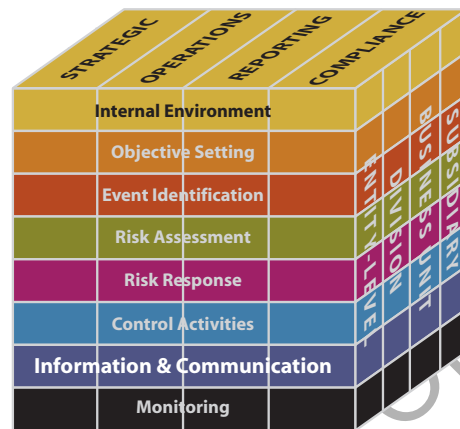 STRATEGIC
OPERATIONS
REPORTING
COMPLIANCE
Internal Environment
Objective Setting
Event Identification
Risk Assessment
Risk Response
Control Activities
Information & Communication
Monitoring
ENTITY-LEVEL
DIVISION
BUSINESS UNIT
SUBSIDIARY